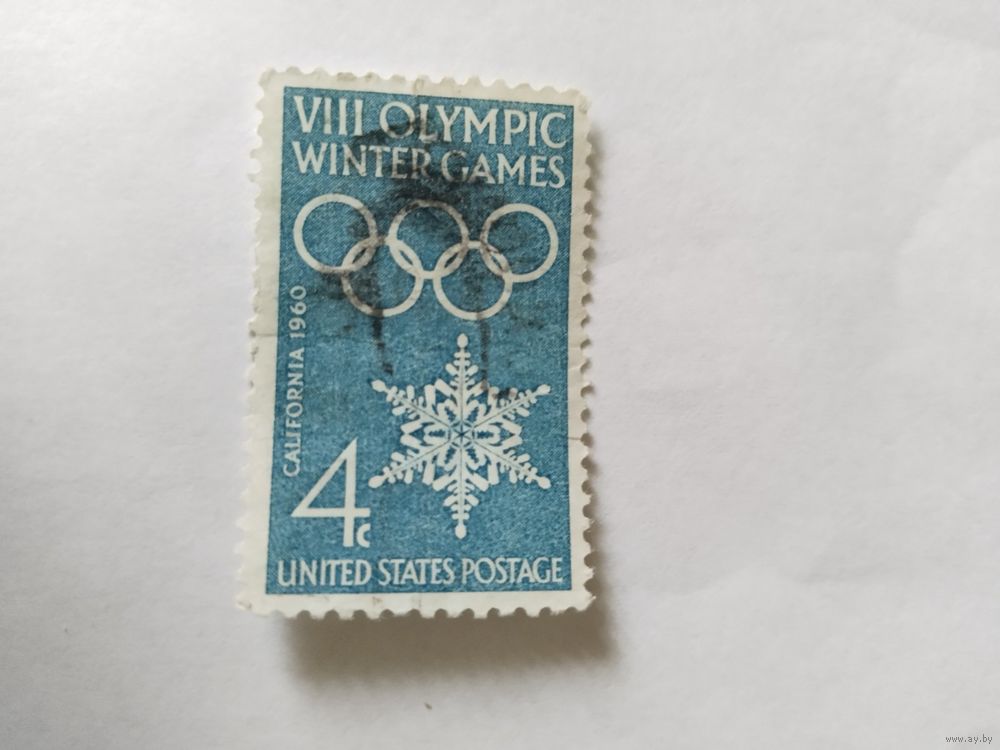 VIII OLYMPIC
WINTER GAMES
CALIFORNIA 1960
4c
UNITED STATES POSTAGE
www.ay.by